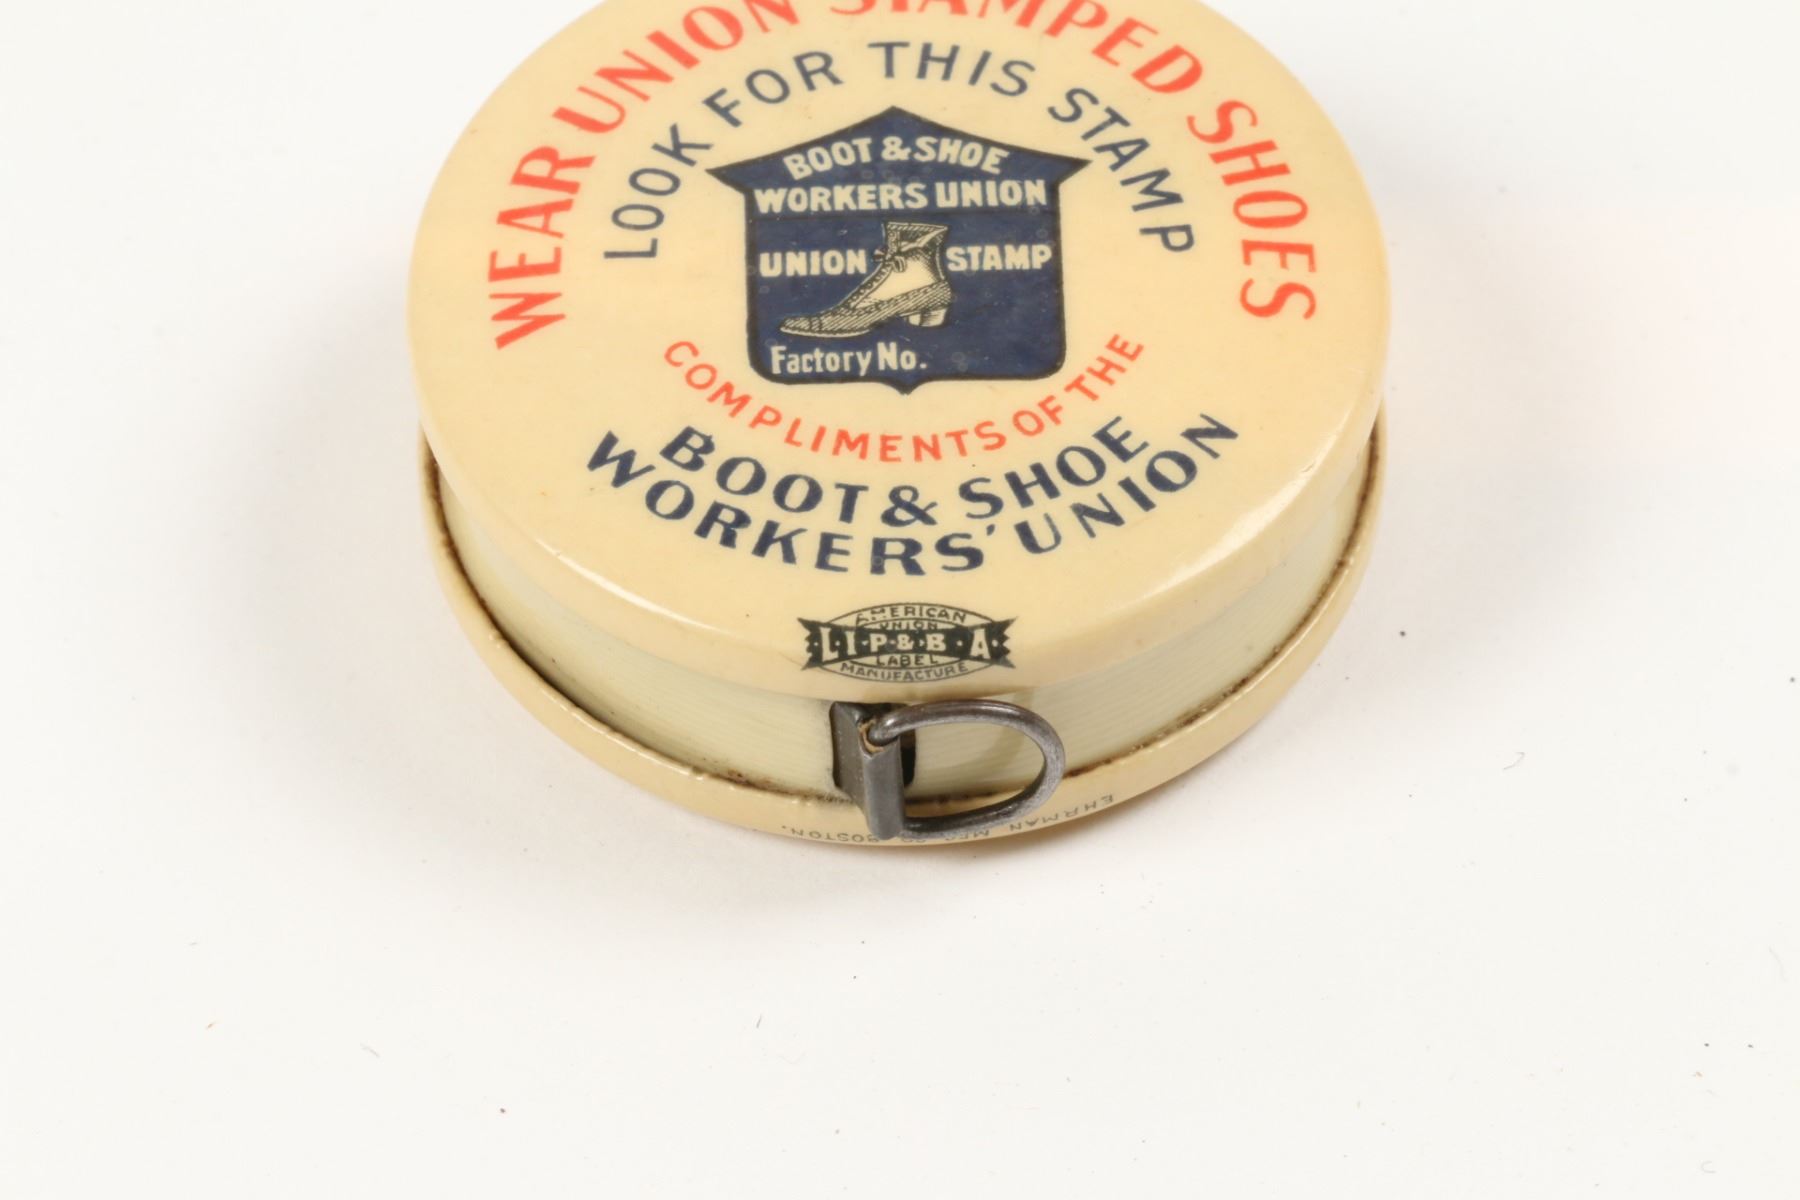 WEAR UNION STAMPED SHOES
LOOK FOR THIS STAMP
BOOT & SHOE
WORKERS UNION
UNION STAMP
Factory No.
COMPLIMENTS OF THE
BOOT & SHOE
WORKERS' UNION
AMERICAN
UNION
L·I·P·&·B·A·
LABEL
MANUFACTURE
EHRMAN MFG. CO. BOSTON.